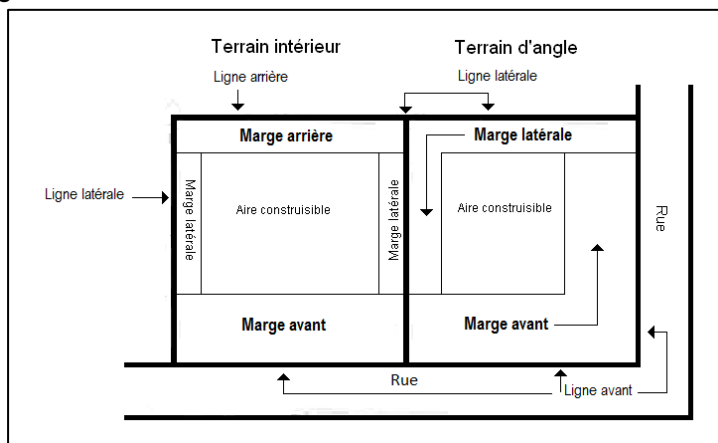 Terrain intérieur
Terrain d'angle
Ligne arrière
Ligne latérale
Marge arrière
Marge latérale
Ligne latérale
Marge latérale
Aire construisible
Marge latérale
Aire construisible
Rue
Marge avant
Marge avant
Rue
Ligne avant